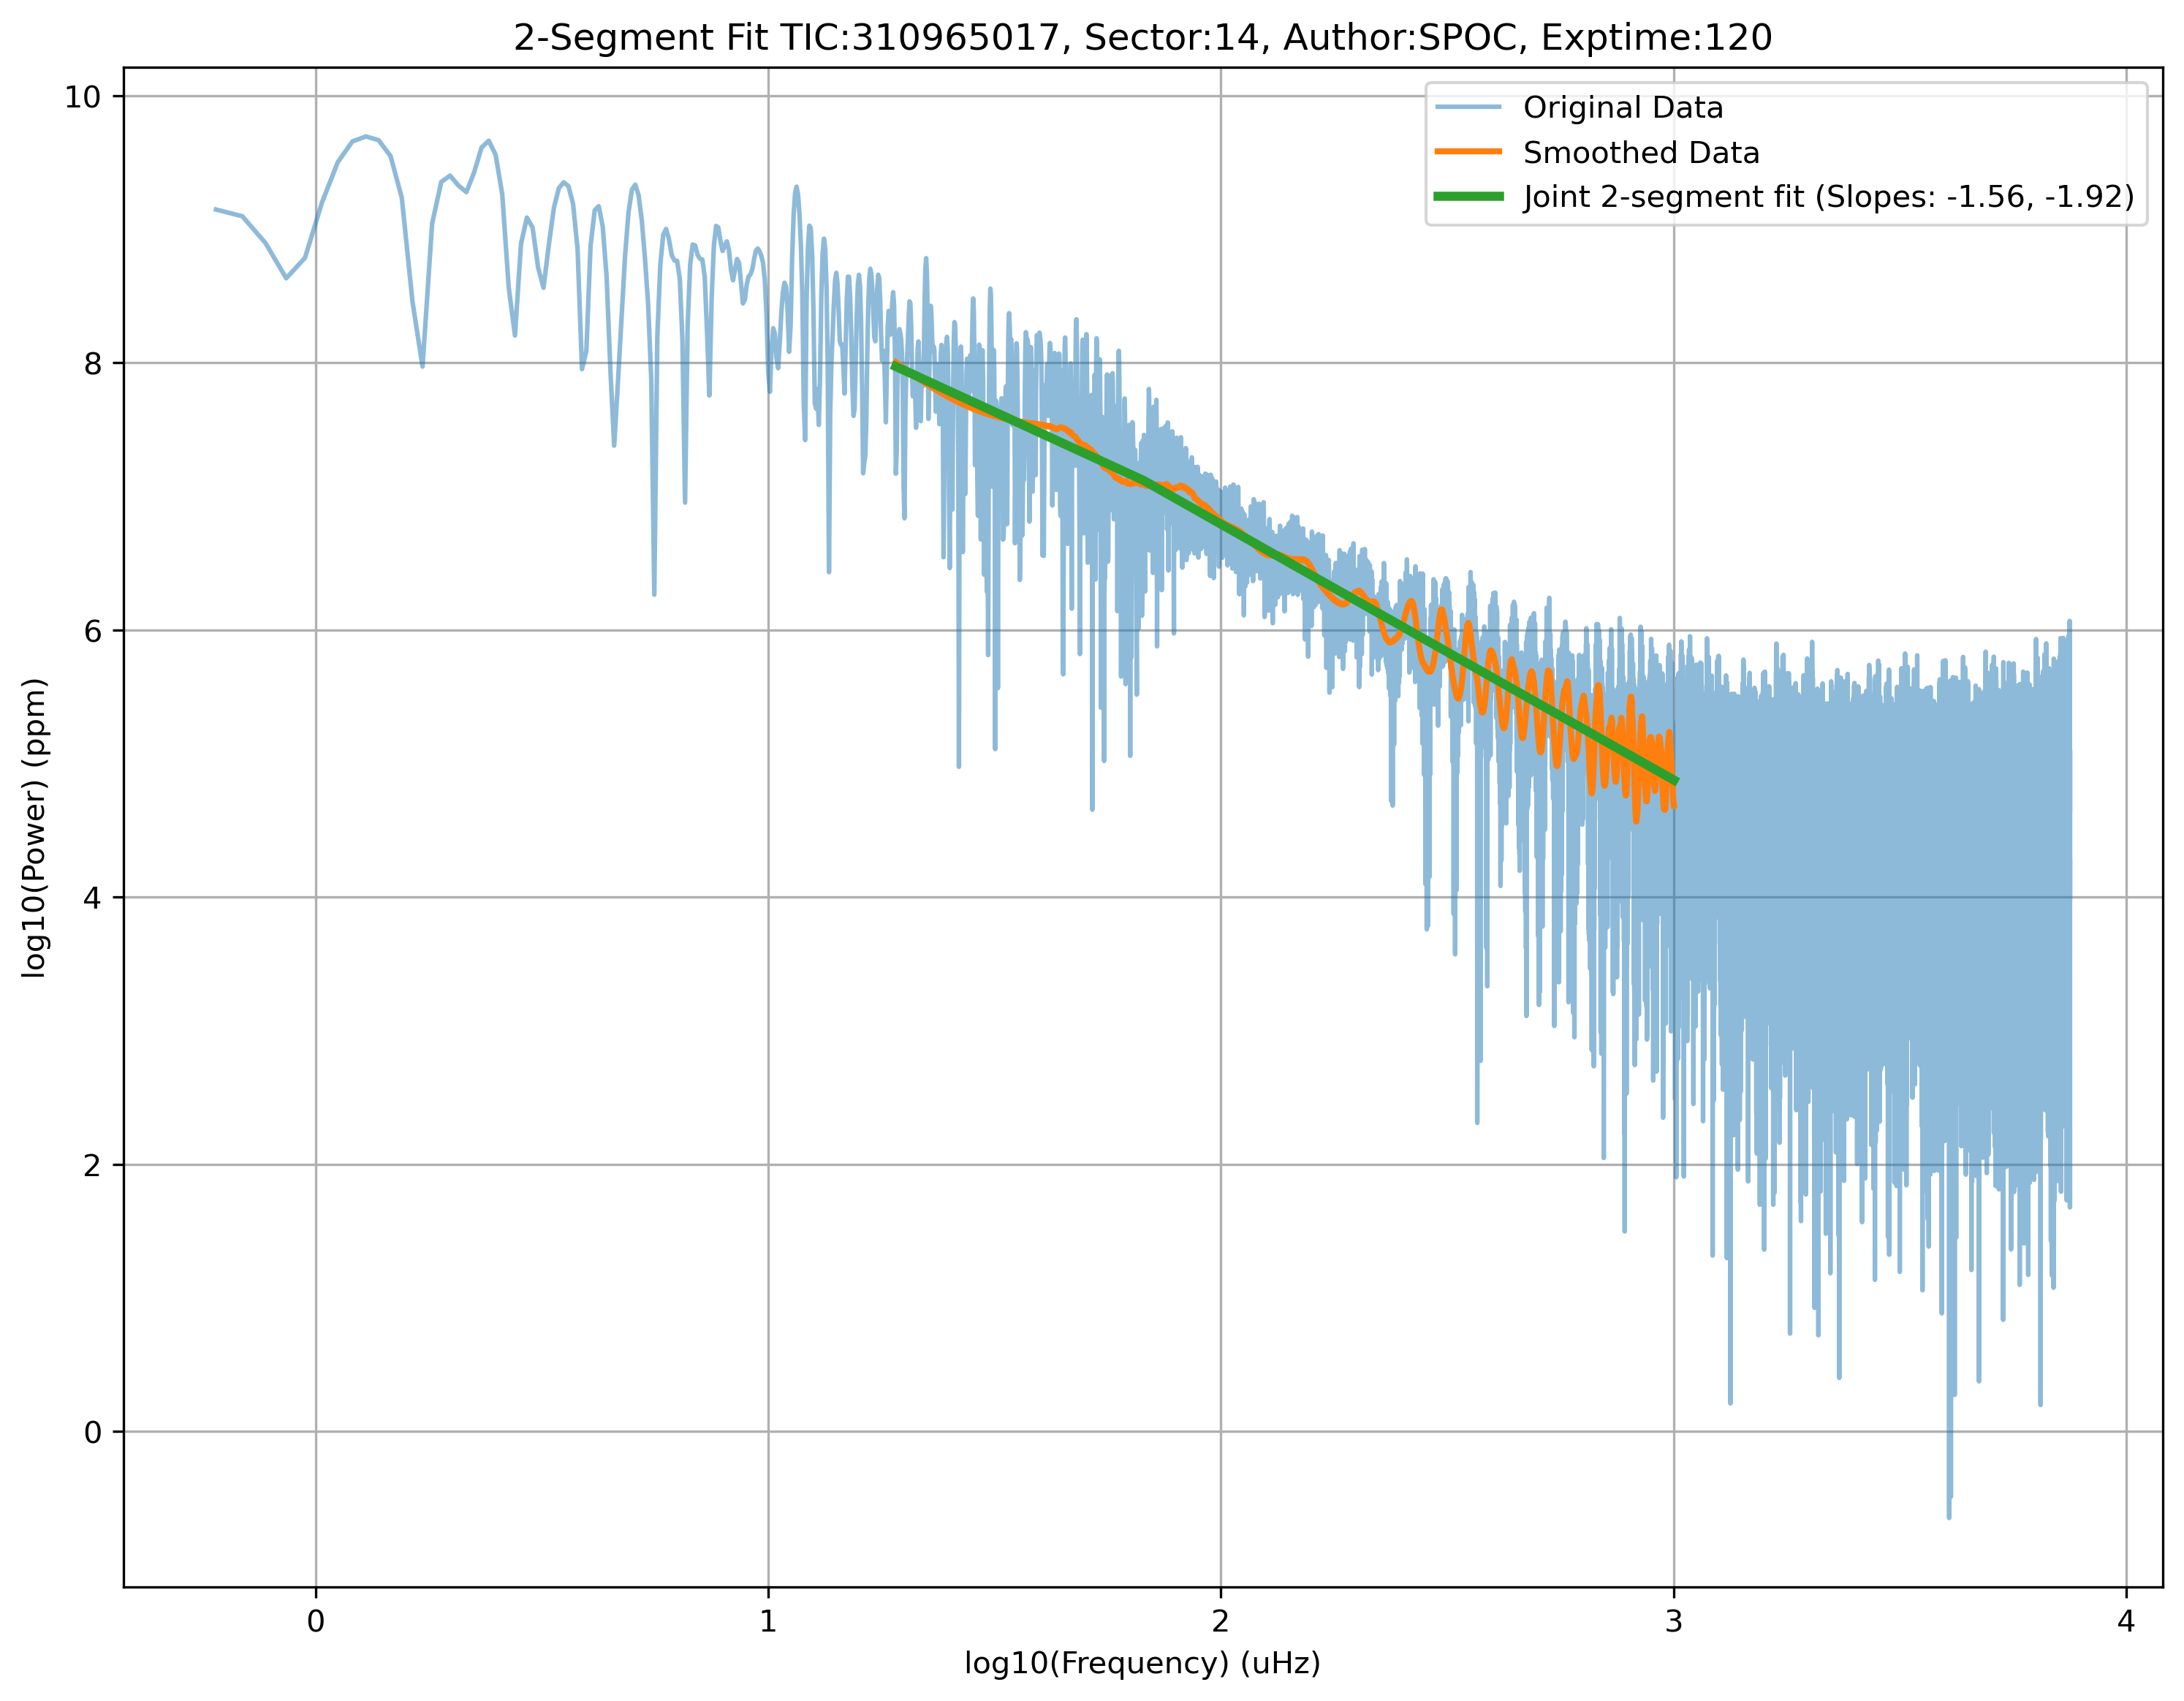 2-Segment Fit TIC:310965017, Sector:14, Author:SPOC, Exptime:120
Original Data
Smoothed Data
Joint 2-segment fit (Slopes: -1.56, -1.92)
log10(Power) (ppm)
10
8
6
4
2
0
0 1 2 3 4
log10(Frequency) (uHz)